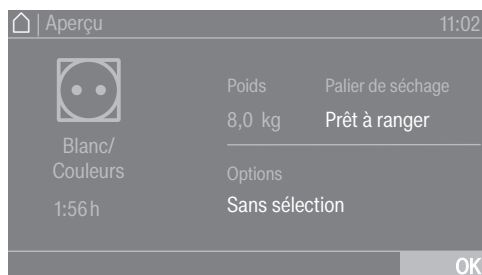 Aperçu
11:02
Blanc/
Couleurs
1:56 h
Poids
8,0 kg
Palier de séchage
Prêt à ranger
Options
Sans sélection
OK